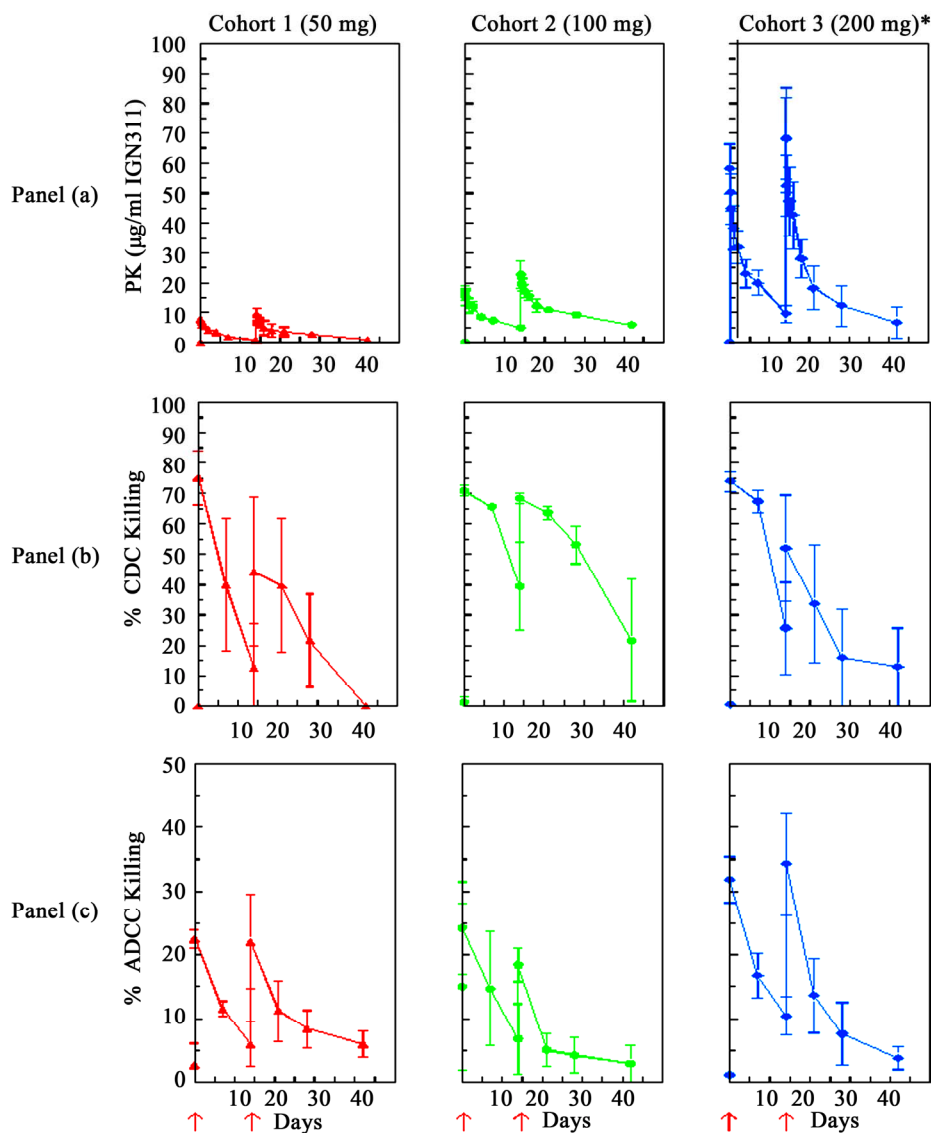 Cohort 1 (50 mg) Cohort 2 (100 mg) Cohort 3 (200 mg)*
Panel (a)
PK (μg/ml IGN311)
100
90
80
70
60
50
40
30
20
10
0
10 20 30 40
10 20 30 40
10 20 30 40
Panel (b)
% CDC Killing
100
90
80
70
60
50
40
30
20
10
0
10 20 30 40
10 20 30 40
10 20 30 40
Panel (c)
% ADCC Killing
50
40
30
20
10
0
10 20 30 40
10 20 30 40
10 20 30 40
Days Days Days